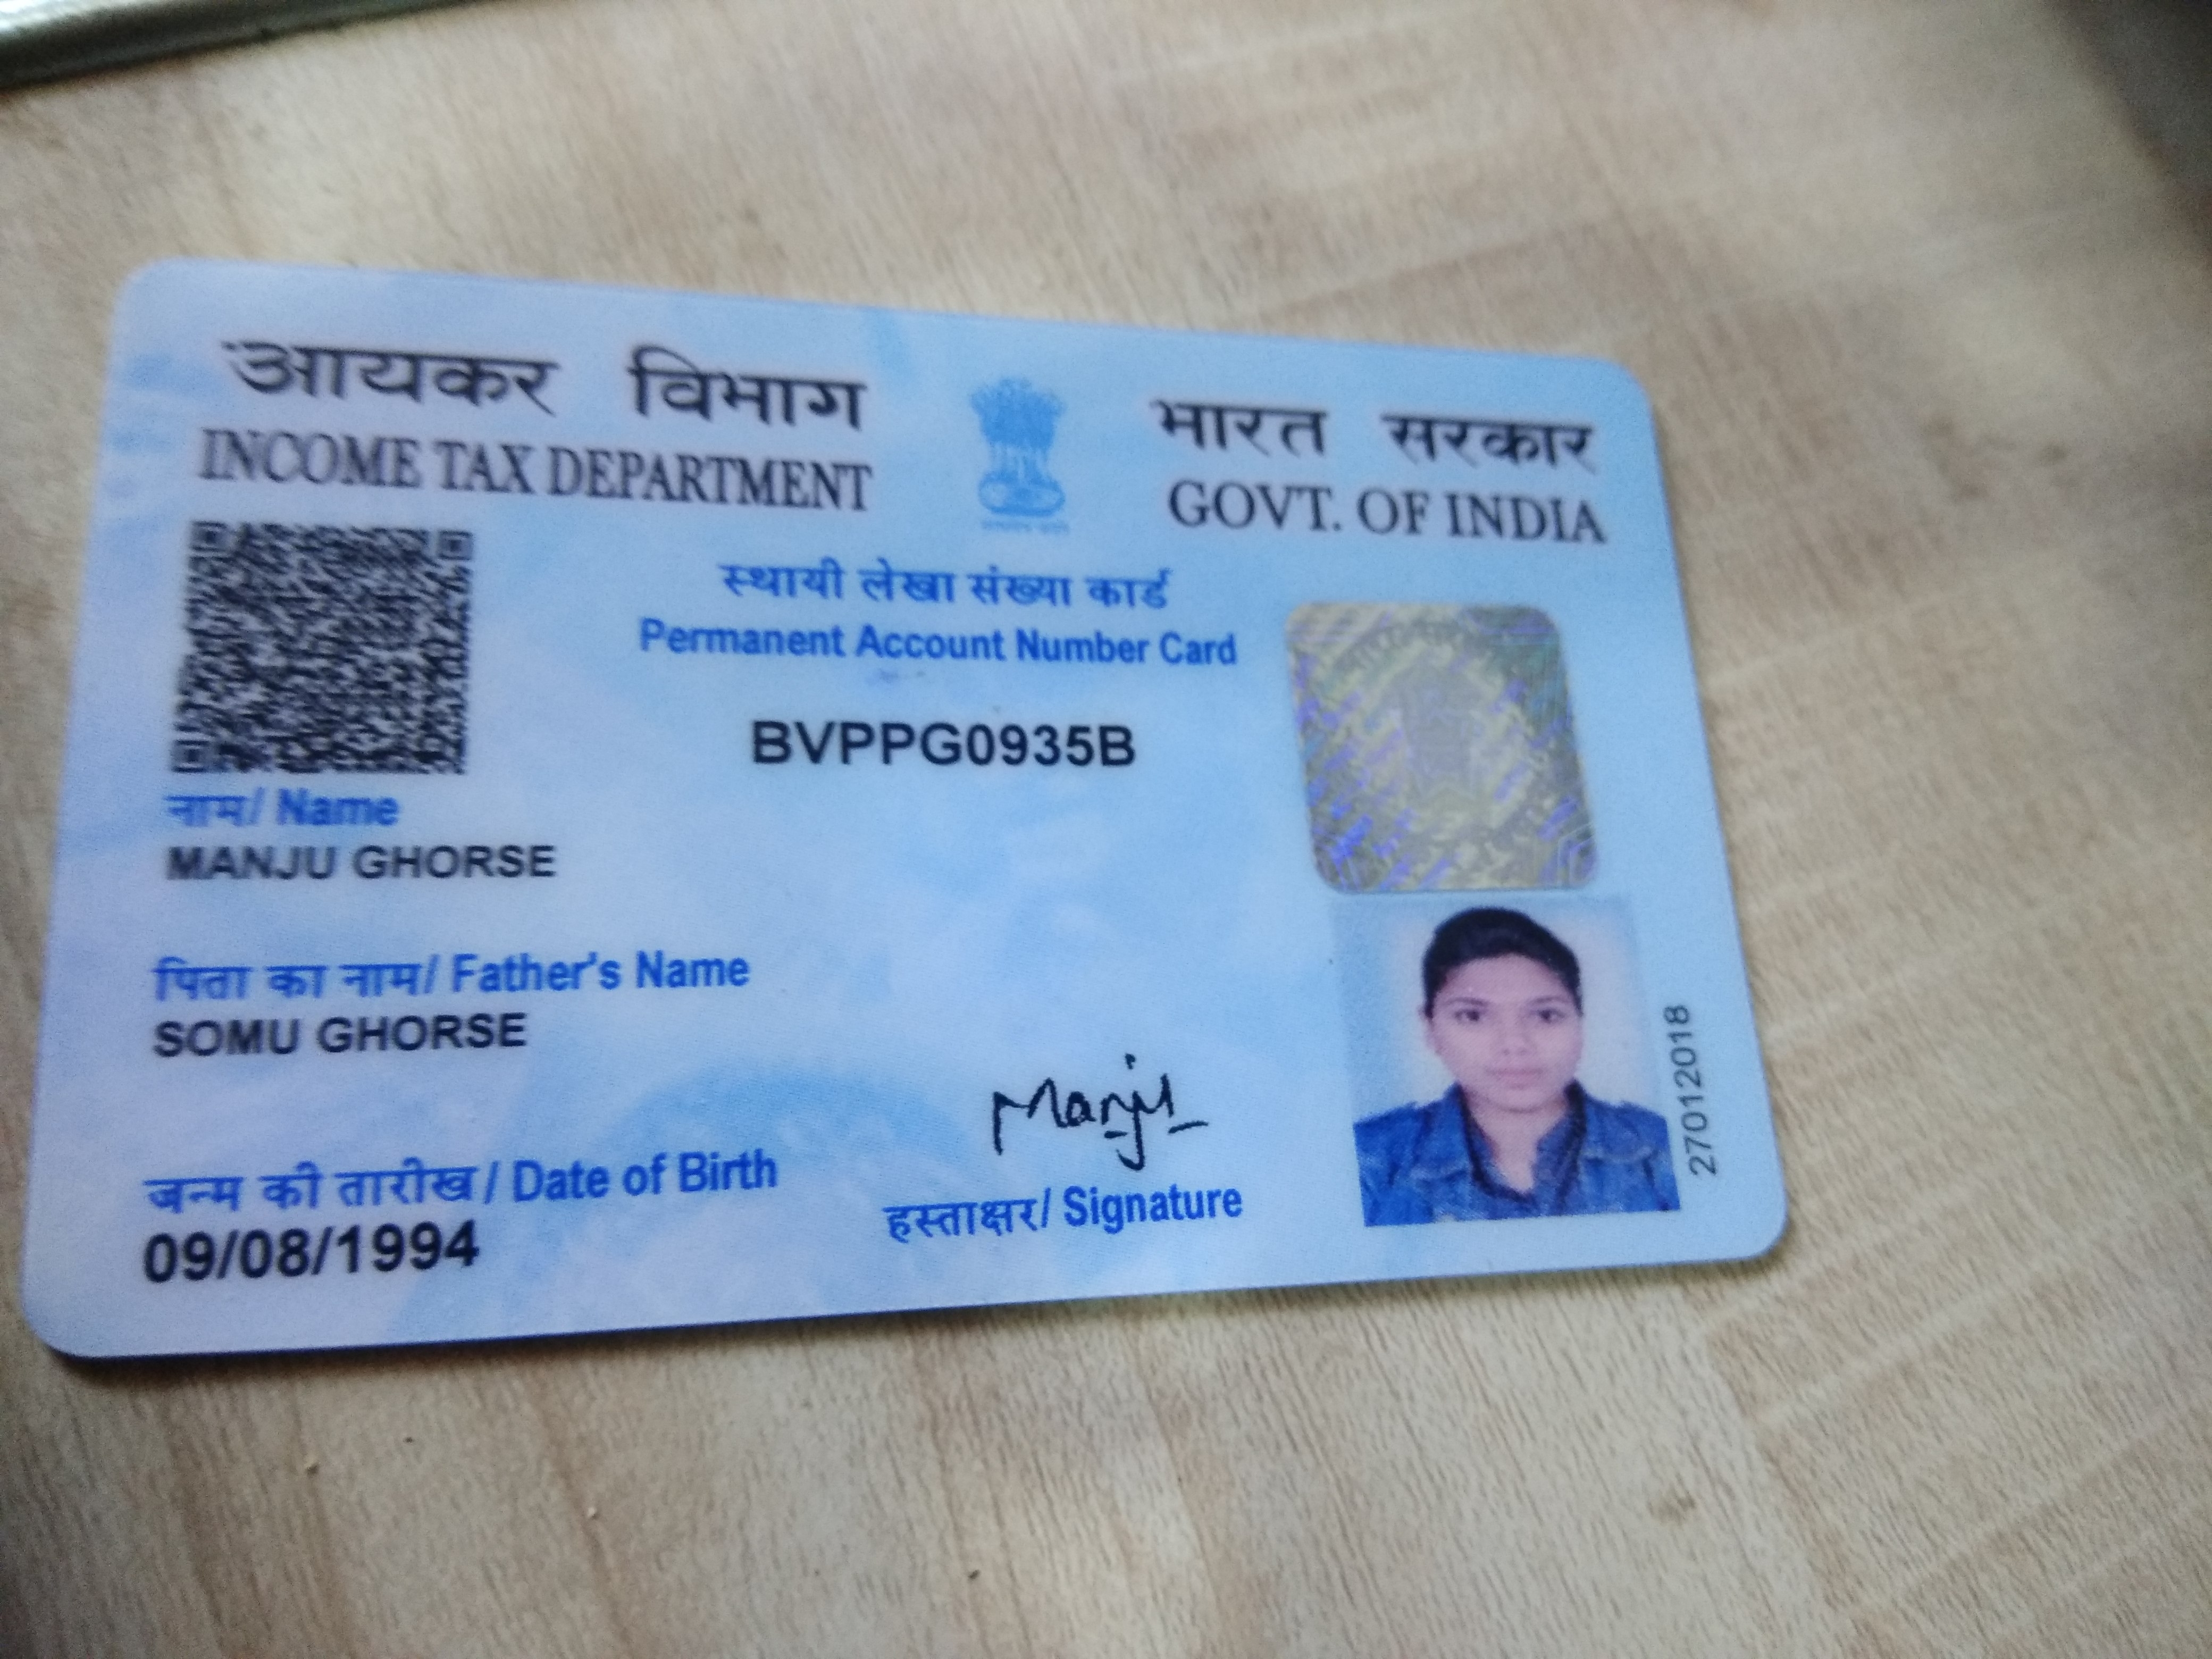 आयकर विभाग
INCOME TAX DEPARTMENT
भारत सरकार
GOVT. OF INDIA
स्थायी लेखा संख्या कार्ड
Permanent Account Number Card
BVPPG0935B
नाम/ Name
MANJU GHORSE
पिता का नाम/ Father's Name
SOMU GHORSE
जन्म की तारीख / Date of Birth
09/08/1994
Manju
हस्ताक्षर/ Signature
27012018